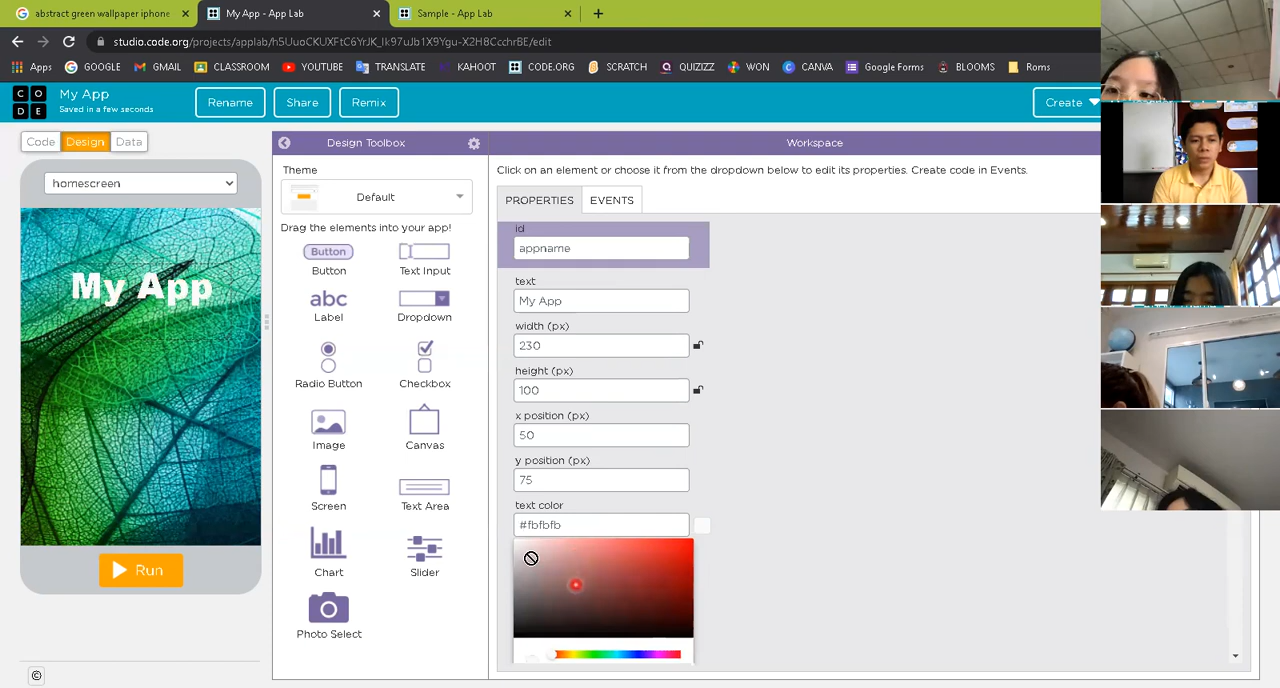 abstract green wallpaper iphone
My App - App Lab
Sample - App Lab
studio.code.org/projects/applab/h5UuoCKUXFtC6YrJK_Ik97uJb1X9Ygu-X2H8CcchrBE/edit
Apps GOOGLE GMAIL CLASSROOM YOUTUBE TRANSLATE KAHOOT CODE.ORG SCRATCH QUIZIZZ WON CANVA Google Forms BLOOMS Roms
C O D E
My App
Saved in a few seconds
Rename
Share
Remix
Create
Code
Design
Data
homescreen
My App
Run
Design Toolbox
Theme
Default
Drag the elements into your app!
Button
Button
Text Input
abc
Label
Dropdown
Radio Button
Checkbox
Image
Canvas
Screen
Text Area
Chart
Slider
Photo Select
Workspace
Click on an element or choose it from the dropdown below to edit its properties. Create code in Events.
PROPERTIES
EVENTS
id
appname
text
My App
width (px)
230
height (px)
100
x position (px)
50
y position (px)
75
text color
#fbfbfb
©